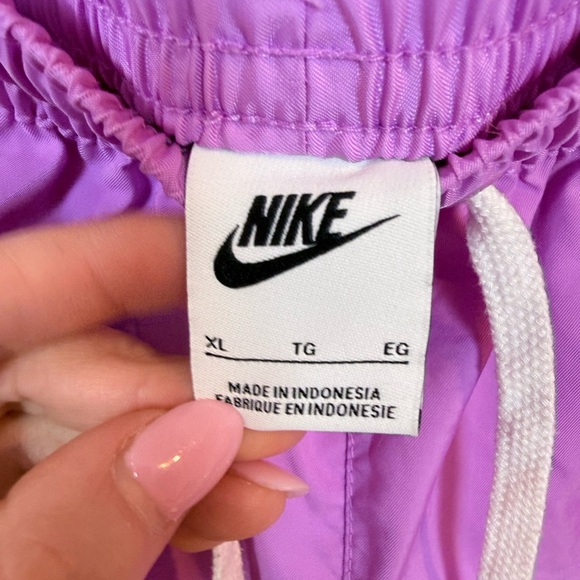 NIKE
XL TG EG
MADE IN INDONESIA
FABRIQUE EN INDONESIE